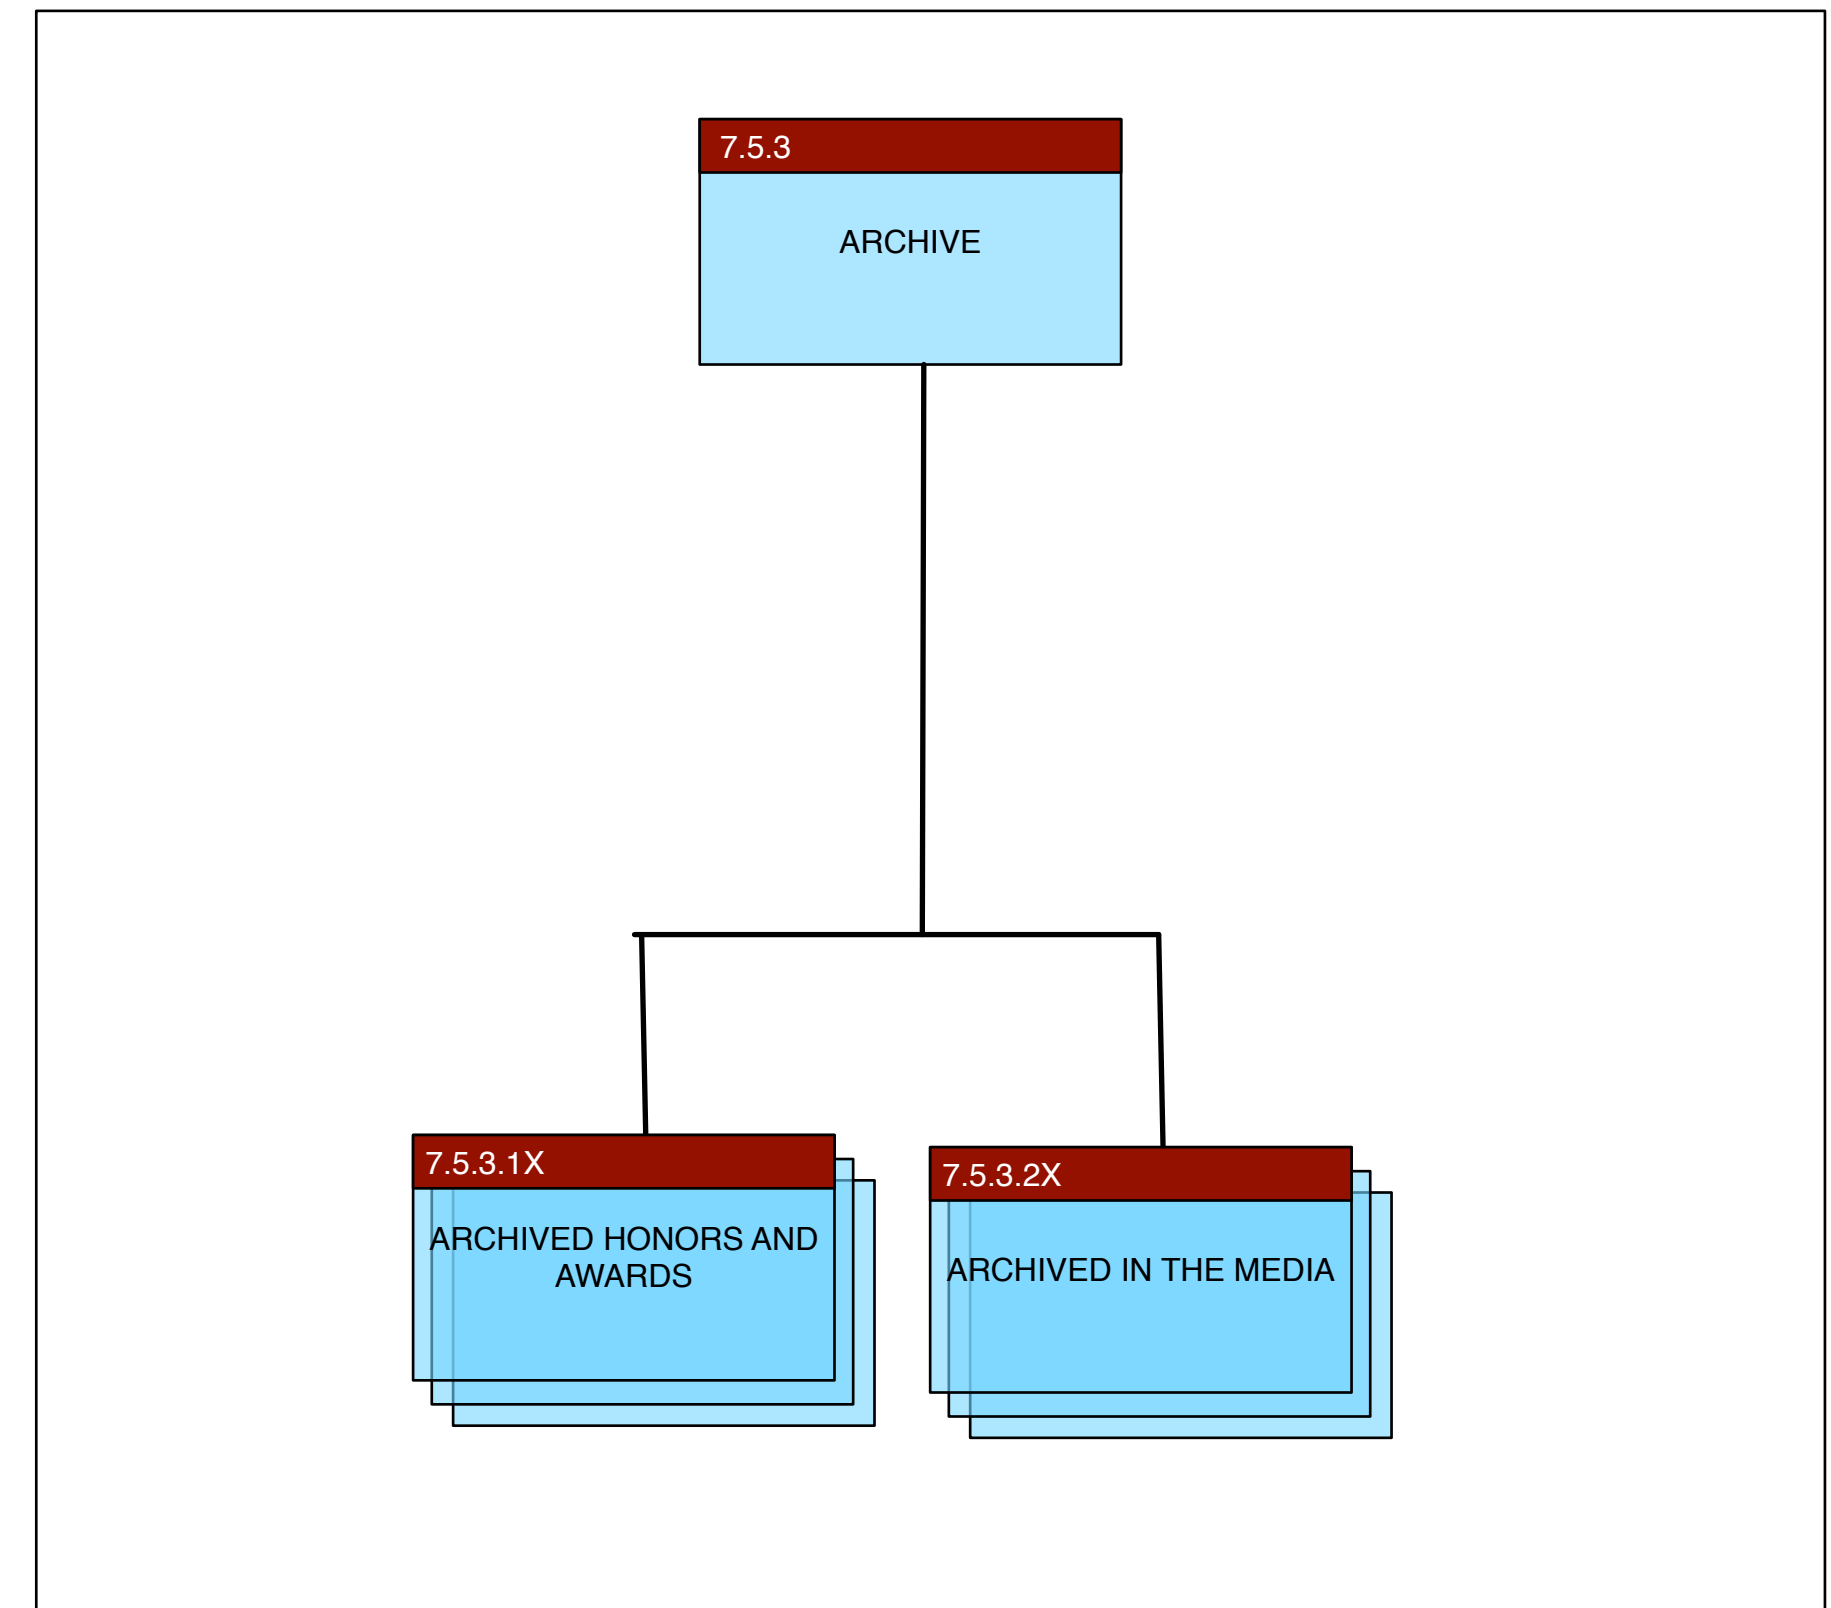 7.5.3
ARCHIVE
7.5.3.1X
ARCHIVED HONORS AND
AWARDS
7.5.3.2X
ARCHIVED IN THE MEDIA